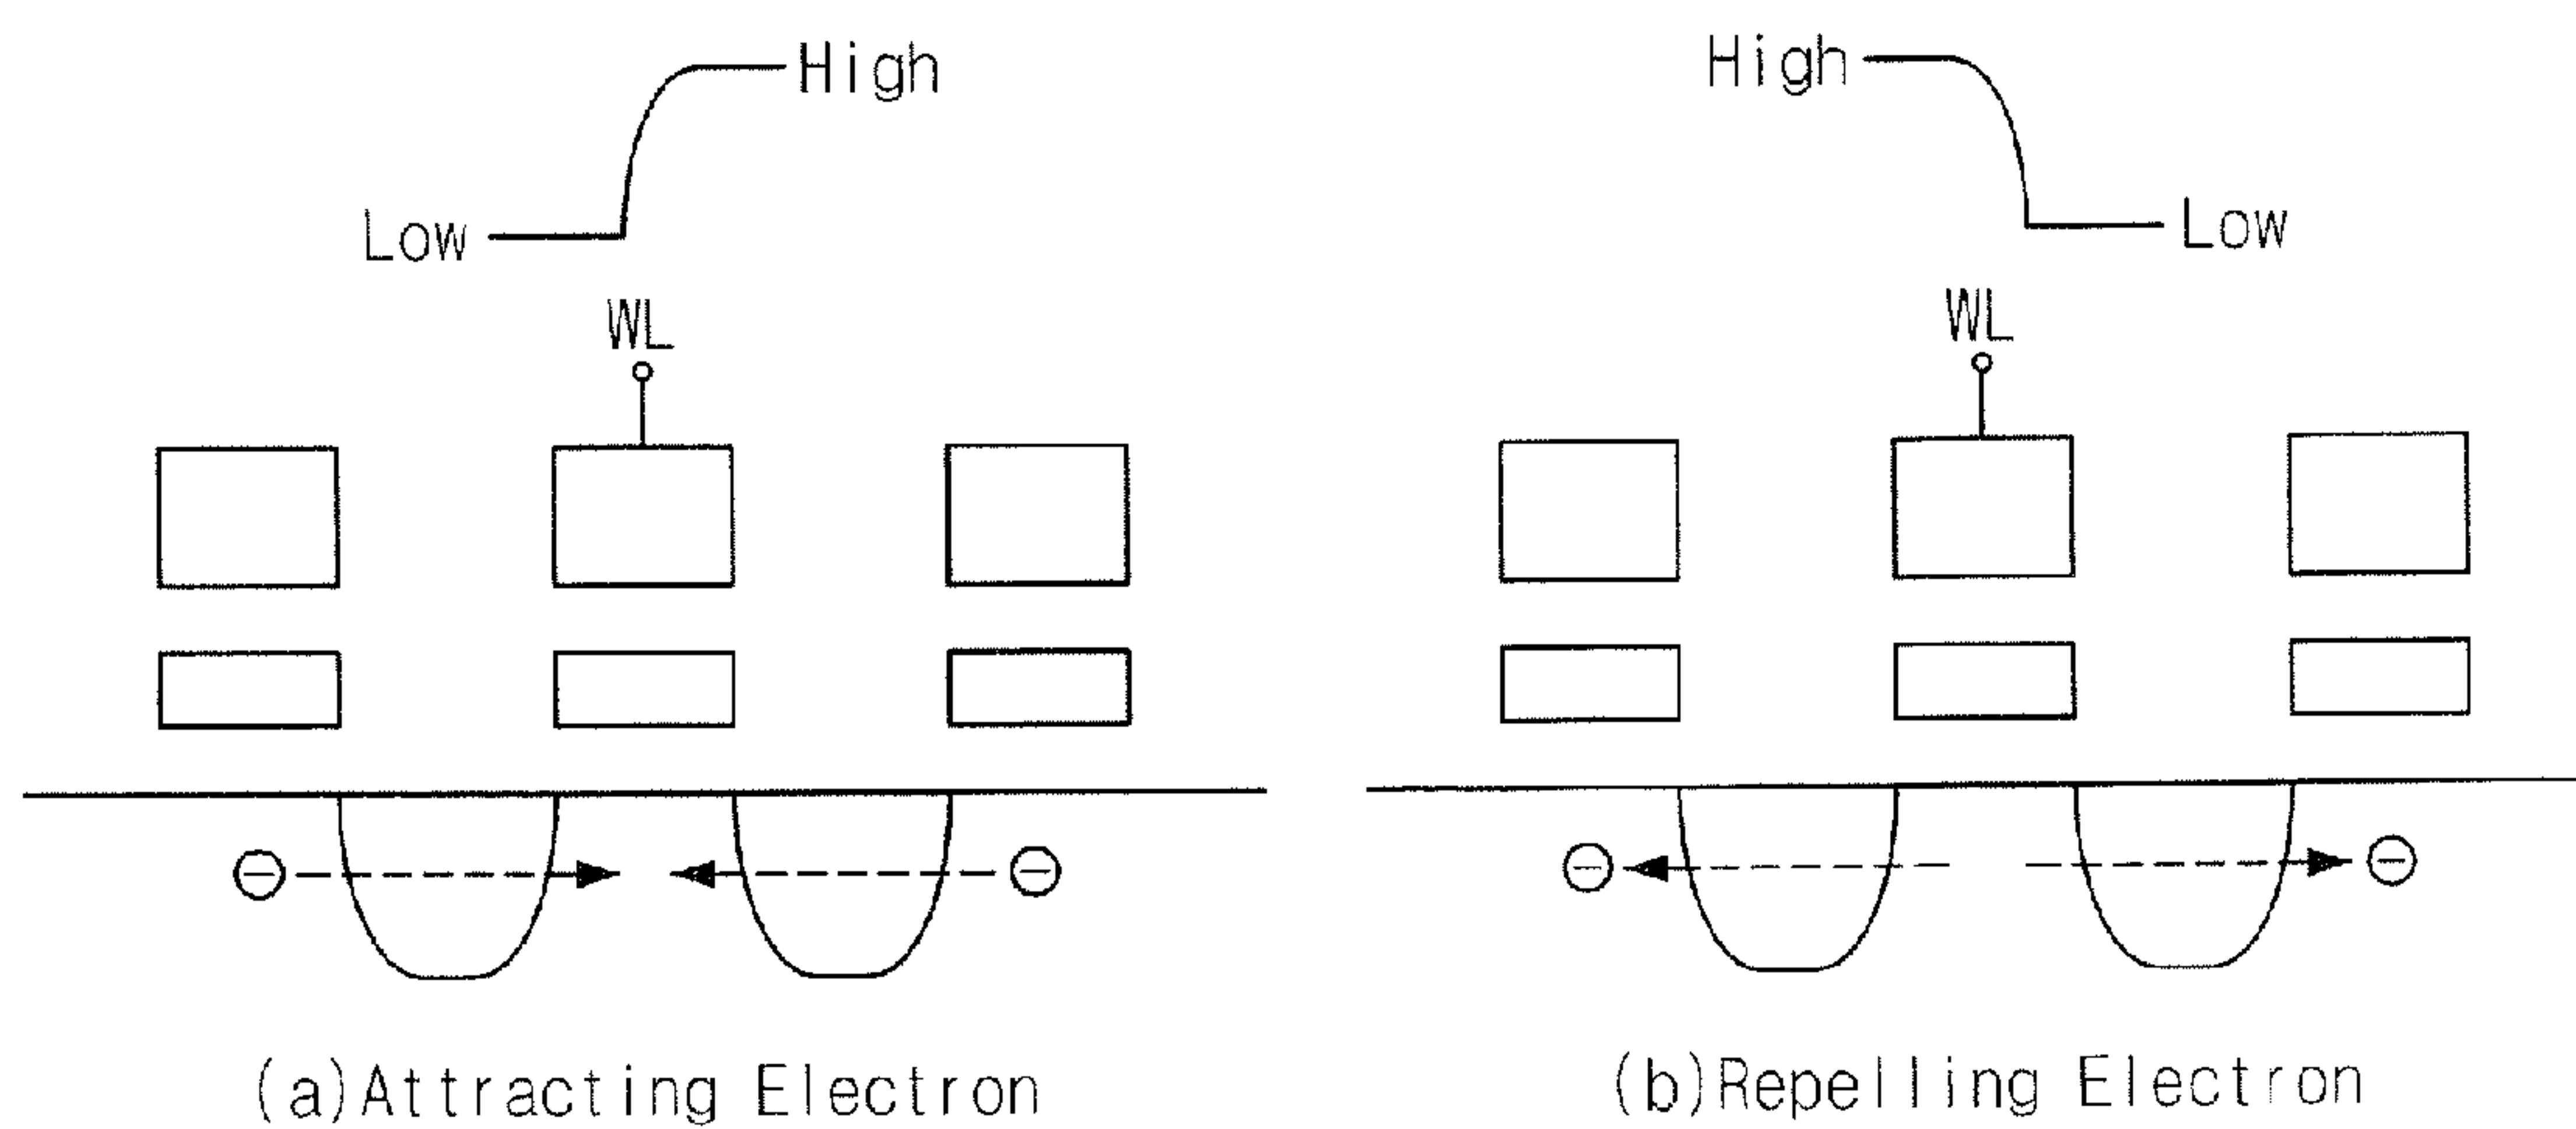 High
Low
WL
(a)Attracting Electron
High
Low
WL
(b)Repelling Electron